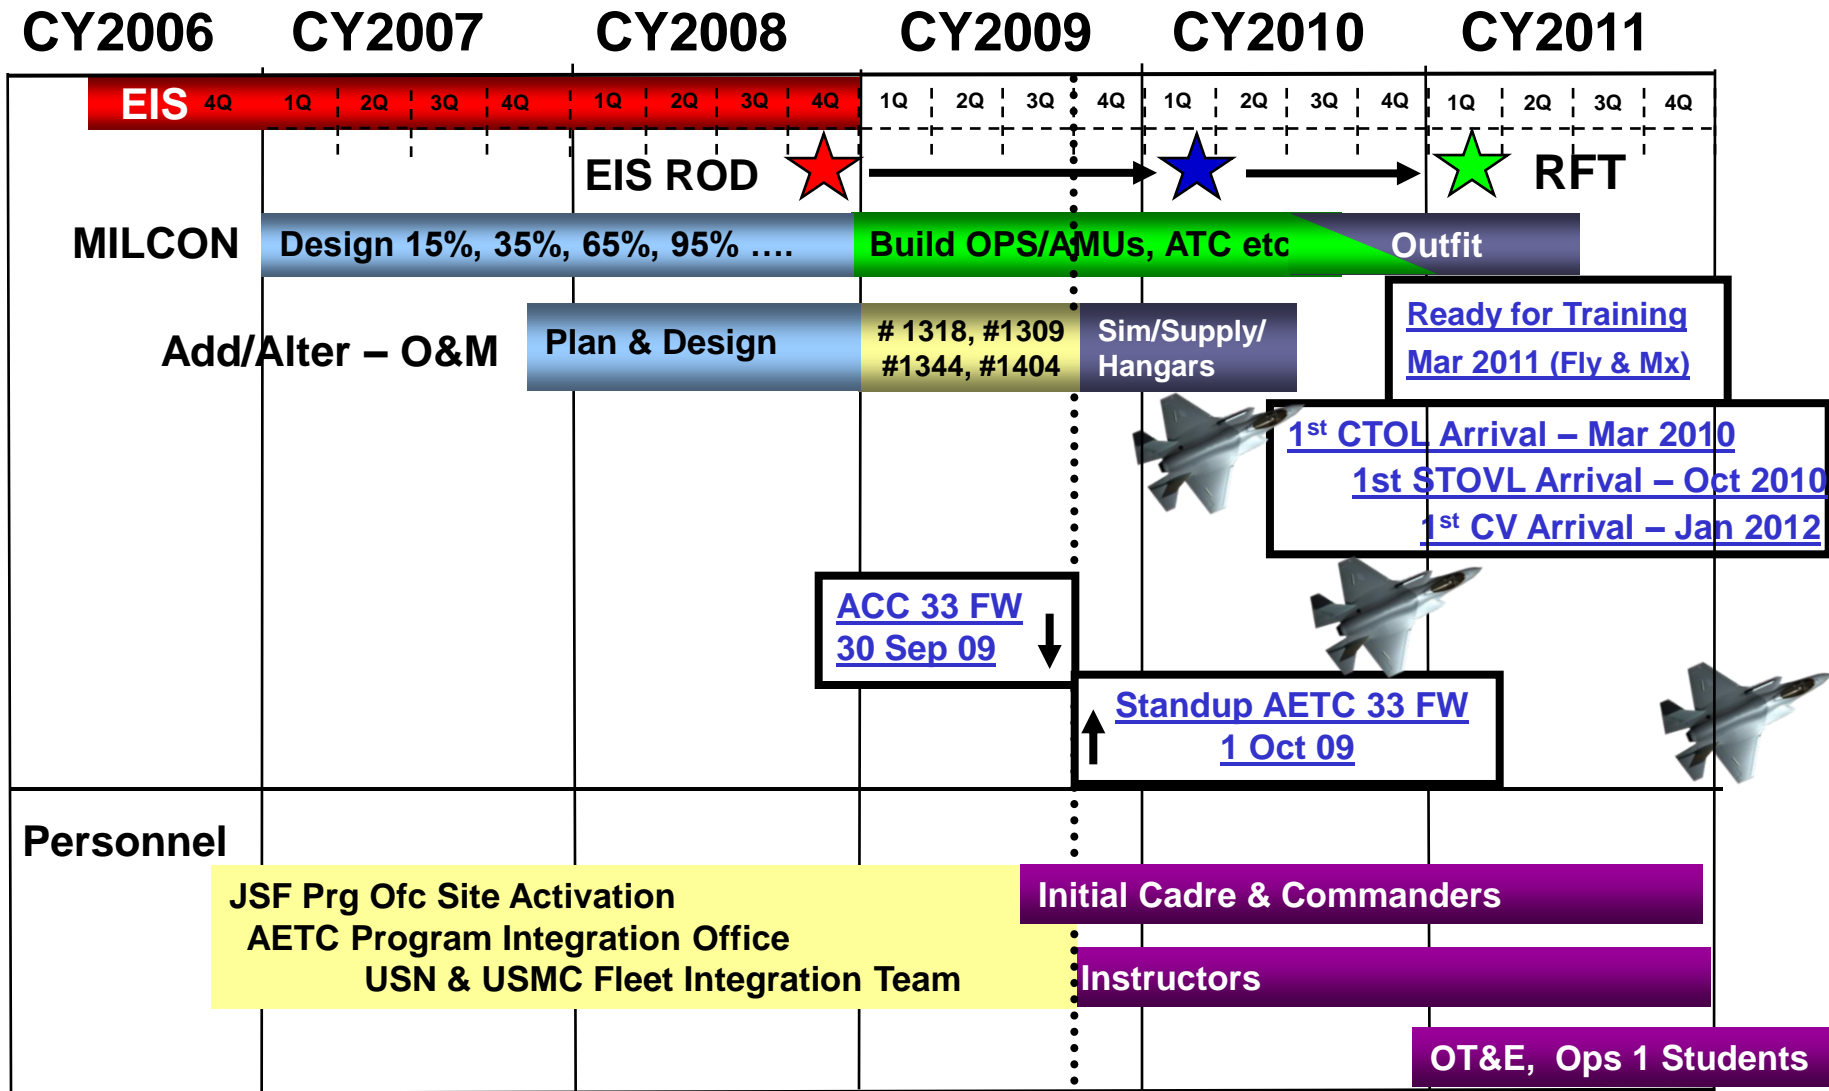 CY2006 CY2007 CY2008 CY2009 CY2010 CY2011
EIS 4Q 1Q 2Q 3Q 4Q 1Q 2Q 3Q 4Q 1Q 2Q 3Q 4Q 1Q 2Q 3Q 4Q 1Q 2Q 3Q 4Q
EIS ROD RFT
MILCON Design 15%, 35%, 65%, 95% .... Build OPS/AMUs, ATC etc Outfit
Add/Alter – O&M Plan & Design
# 1318, #1309
#1344, #1404
Sim/Supply/
Hangars
Ready for Training
Mar 2011 (Fly & Mx)
1st CTOL Arrival – Mar 2010
1st STOVL Arrival – Oct 2010
1st CV Arrival – Jan 2012
ACC 33 FW
30 Sep 09
Standup AETC 33 FW
1 Oct 09
Personnel
JSF Prg Ofc Site Activation
AETC Program Integration Office
USN & USMC Fleet Integration Team
Initial Cadre & Commanders
Instructors
OT&E, Ops 1 Students